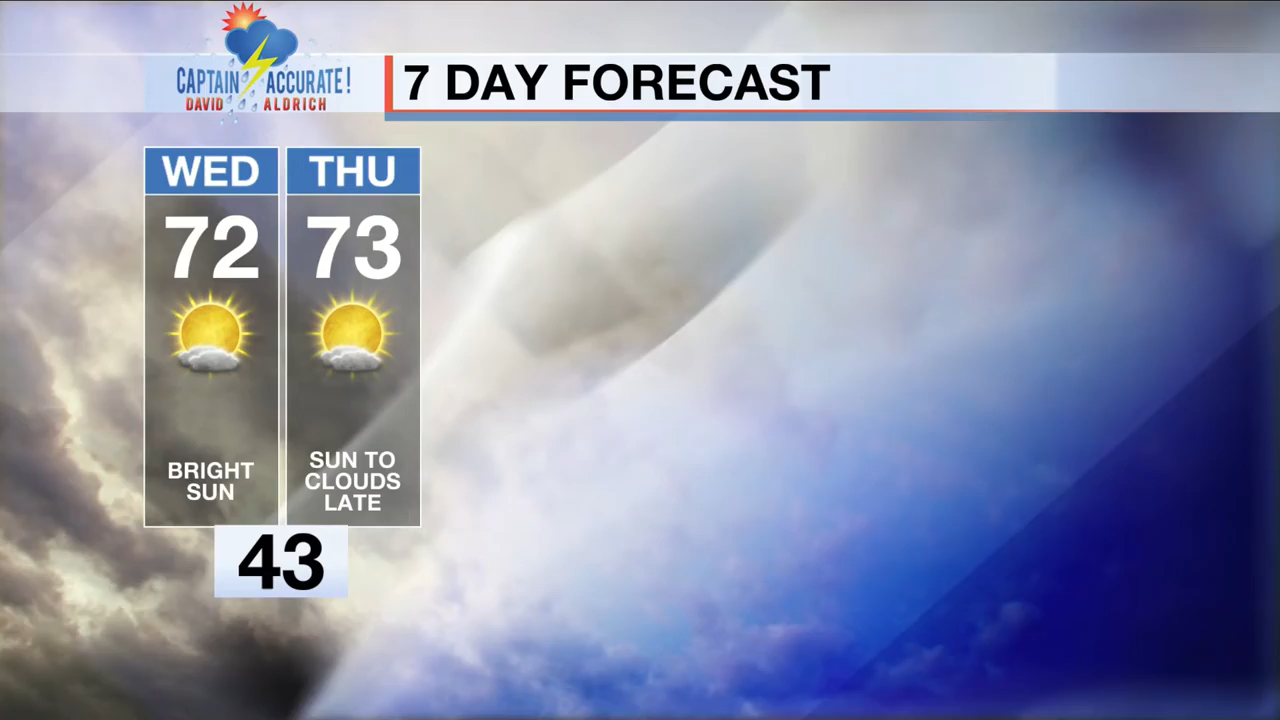 CAPTAIN ACCURATE!
DAVID ALDRICH
7 DAY FORECAST
WED
72
BRIGHT
SUN
THU
73
SUN TO
CLOUDS
LATE
43